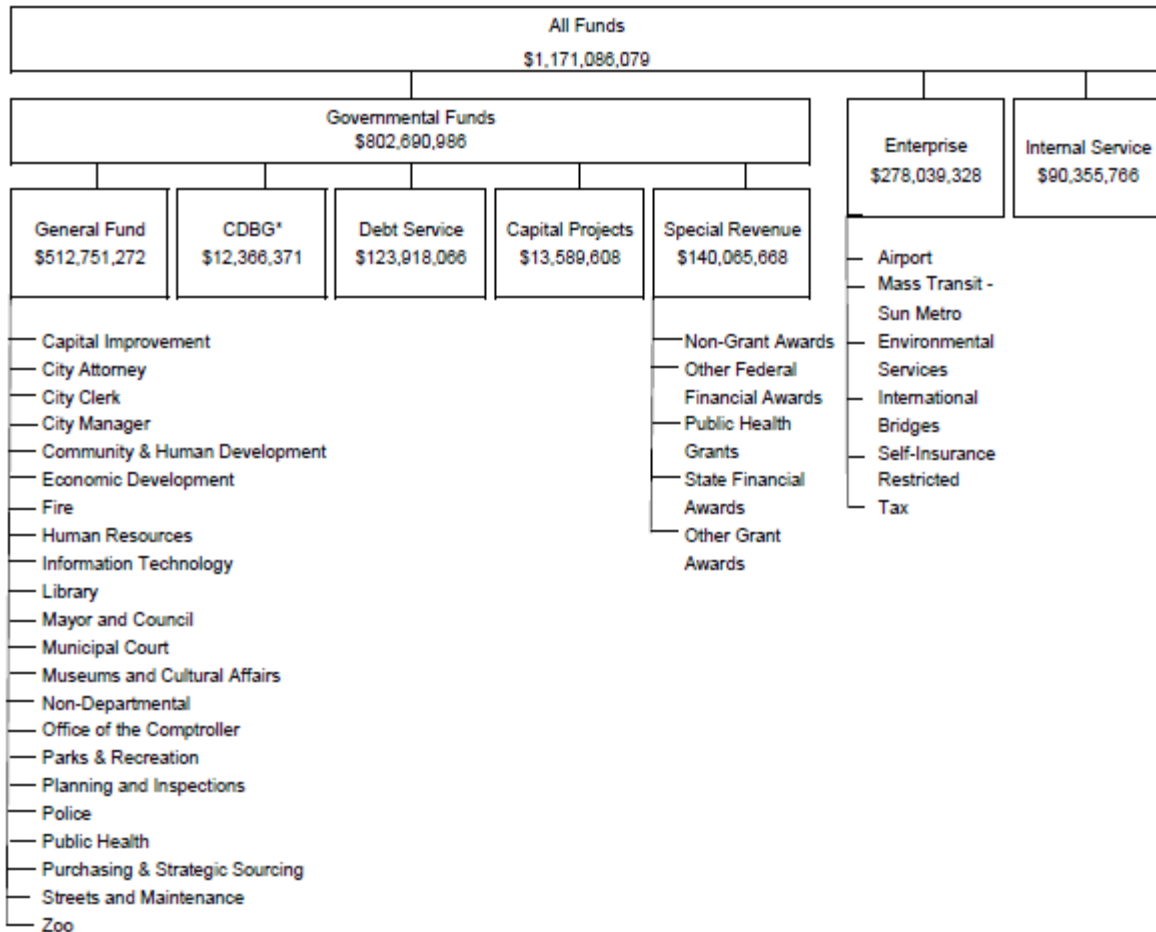 All Funds
$1,171,086,079
Governmental Funds
$802,690,986
Enterprise
$278,039,328
Internal Service
$90,355,766
General Fund
$512,751,272
CDBG*
$12,366,371
Debt Service
$123,918,066
Capital Projects
$13,589,608
Special Revenue
$140,065,668
Capital Improvement
City Attorney
City Clerk
City Manager
Community & Human Development
Economic Development
Fire
Human Resources
Information Technology
Library
Mayor and Council
Municipal Court
Museums and Cultural Affairs
Non-Departmental
Office of the Comptroller
Parks & Recreation
Planning and Inspections
Police
Public Health
Purchasing & Strategic Sourcing
Streets and Maintenance
Zoo
Non-Grant Awards
Other Federal
Financial Awards
Public Health
Grants
State Financial
Awards
Other Grant
Awards
Airport
Mass Transit -
Sun Metro
Environmental
Services
International
Bridges
Self-Insurance
Restricted
Tax